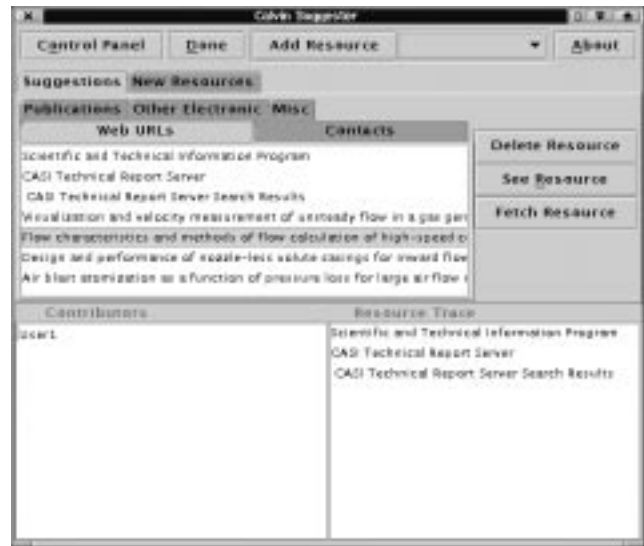 Calvin Suggester
Control Panel Done Add Resource About
Suggestions New Resources
Publications Other Electronic Misc
Web URLs Contacts
Delete Resource
See Resource
Fetch Resource
Scientific and Technical Information Program
CASI Technical Report Server
CASI Technical Report Server Search Results
Visualization and velocity measurement of unsteady flow in a gas gen
Flow characteristics and methods of flow calculation of high-speed c
Design and performance of nozzle-less volute casings for inward flow
Air blast atomization as a function of pressure loss for large airflow
Contributors Resource Trace
user1
Scientific and Technical Information Program
CASI Technical Report Server
CASI Technical Report Server Search Results